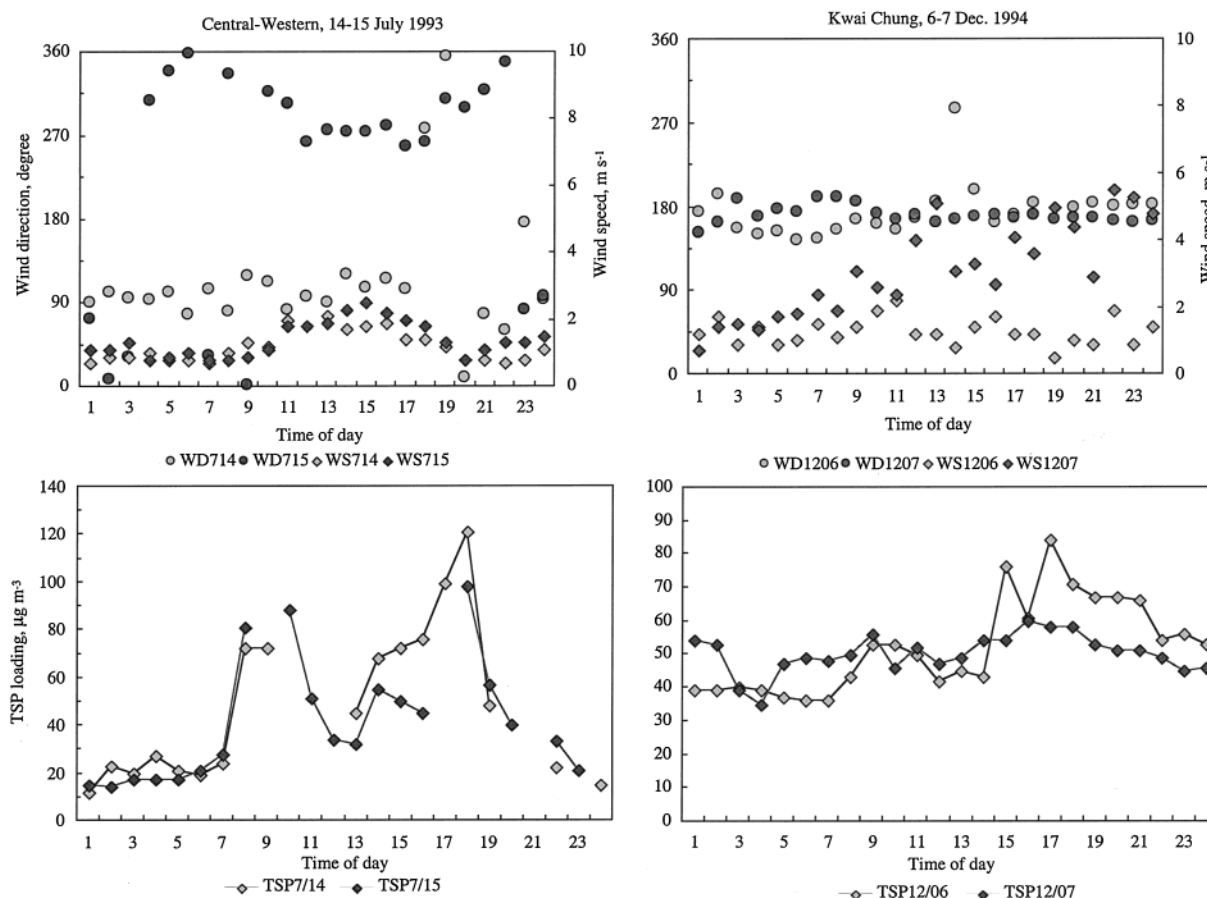 Central-Western, 14-15 July 1993
360
270
180
90
0
Wind direction, degree
10
8
6
4
2
0
Wind speed, m s-1
1 3 5 7 9 11 13 15 17 19 21 23
Time of day
WD714 WD715 WS714 WS715
Kwai Chung, 6-7 Dec. 1994
360
270
180
90
0
10
8
6
4
2
0
Wind speed, m s-1
1 3 5 7 9 11 13 15 17 19 21 23
Time of day
WD1206 WD1207 WS1206 WS1207
140
120
100
80
60
40
20
0
TSP loading, µg m-3
1 3 5 7 9 11 13 15 17 19 21 23
Time of day
TSP7/14 TSP7/15
100
90
80
70
60
50
40
30
20
10
0
1 3 5 7 9 11 13 15 17 19 21 23
Time of day
TSP12/06 TSP12/07